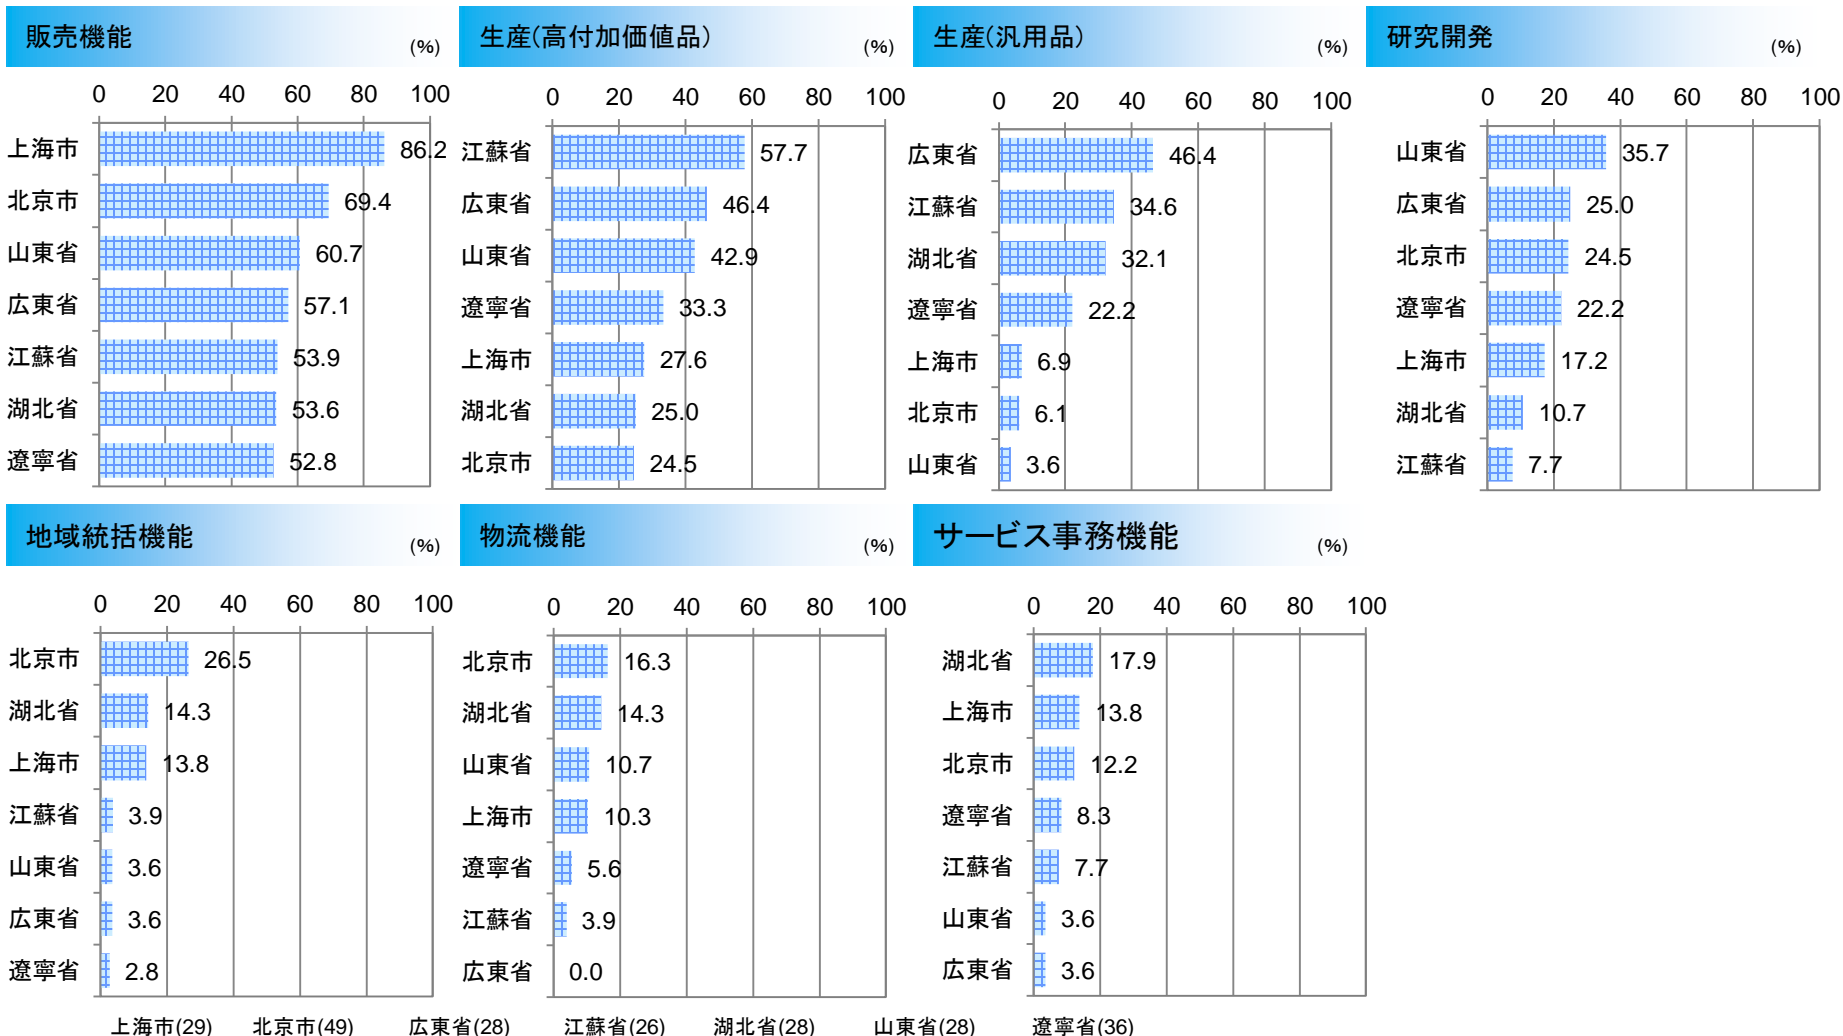 販売機能 (%)
0 20 40 60 80 100
上海市 86.2
北京市 69.4
山東省 60.7
広東省 57.1
江蘇省 53.9
湖北省 53.6
遼寧省 52.8
生産(高付加価値品) (%)
0 20 40 60 80 100
江蘇省 57.7
広東省 46.4
山東省 42.9
遼寧省 33.3
上海市 27.6
湖北省 25.0
北京市 24.5
生産(汎用品) (%)
0 20 40 60 80 100
広東省 46.4
江蘇省 34.6
湖北省 32.1
遼寧省 22.2
上海市 6.9
北京市 6.1
山東省 3.6
研究開発 (%)
0 20 40 60 80 100
山東省 35.7
広東省 25.0
北京市 24.5
遼寧省 22.2
上海市 17.2
湖北省 10.7
江蘇省 7.7
地域統括機能 (%)
0 20 40 60 80 100
北京市 26.5
湖北省 14.3
上海市 13.8
江蘇省 3.9
山東省 3.6
広東省 3.6
遼寧省 2.8
物流機能 (%)
0 20 40 60 80 100
北京市 16.3
湖北省 14.3
山東省 10.7
上海市 10.3
遼寧省 5.6
江蘇省 3.9
広東省 0.0
サービス事務機能 (%)
0 20 40 60 80 100
湖北省 17.9
上海市 13.8
北京市 12.2
遼寧省 8.3
江蘇省 7.7
山東省 3.6
広東省 3.6
上海市(29) 北京市(49) 広東省(28) 江蘇省(26) 湖北省(28) 山東省(28) 遼寧省(36)